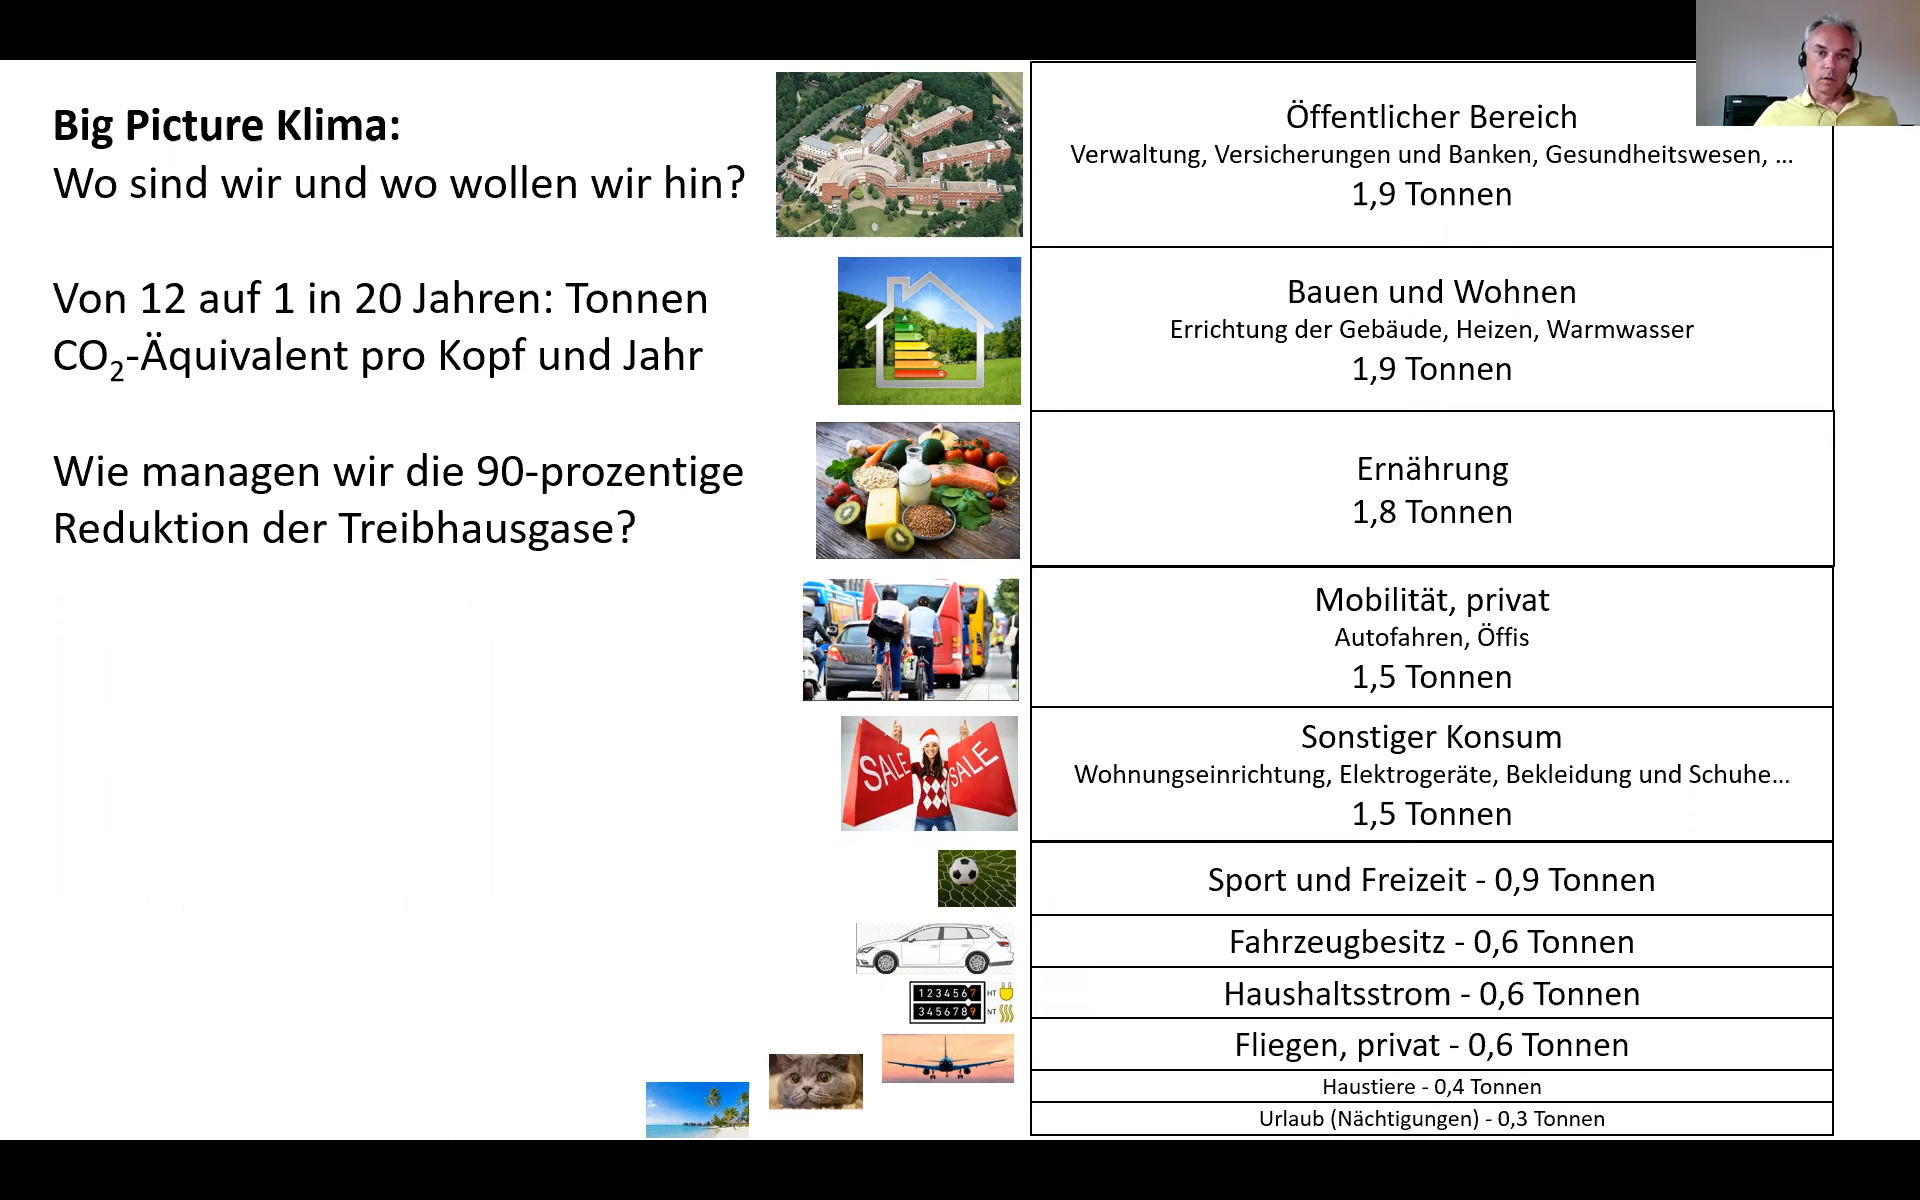 Big Picture Klima:
Wo sind wir und wo wollen wir hin?
Von 12 auf 1 in 20 Jahren: Tonnen
CO₂-Äquivalent pro Kopf und Jahr
Wie managen wir die 90-prozentige
Reduktion der Treibhausgase?
Öffentlicher Bereich
Verwaltung, Versicherungen und Banken, Gesundheitswesen, ...
1,9 Tonnen
A
B
G
Bauen und Wohnen
Errichtung der Gebäude, Heizen, Warmwasser
1,9 Tonnen
Ernährung
1,8 Tonnen
Mobilität, privat
Autofahren, Öffis
1,5 Tonnen
SALE
SALE
Sonstiger Konsum
Wohnungseinrichtung, Elektrogeräte, Bekleidung und Schuhe...
1,5 Tonnen
Sport und Freizeit - 0,9 Tonnen
Fahrzeugbesitz - 0,6 Tonnen
1234567 HT
3456789 NT
Haushaltsstrom - 0,6 Tonnen
Fliegen, privat - 0,6 Tonnen
Haustiere - 0,4 Tonnen
Urlaub (Nächtigungen) - 0,3 Tonnen